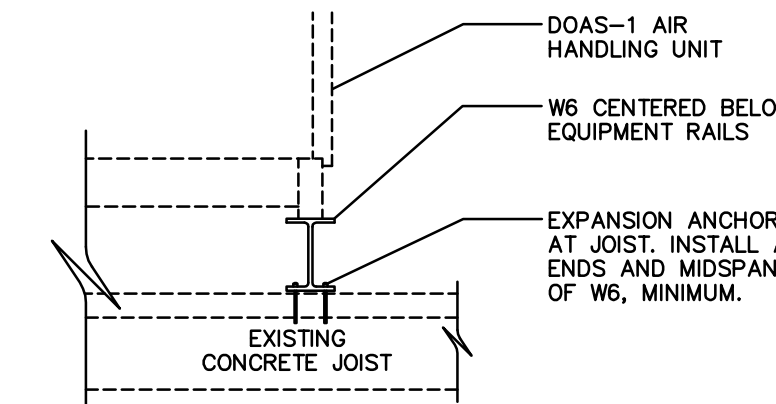 DOAS-1 AIR
HANDLING UNIT
W6 CENTERED BELO
EQUIPMENT RAILS
EXPANSION ANCHOR
AT JOIST. INSTALL A
ENDS AND MIDSPAN
OF W6, MINIMUM.
EXISTING
CONCRETE JOIST